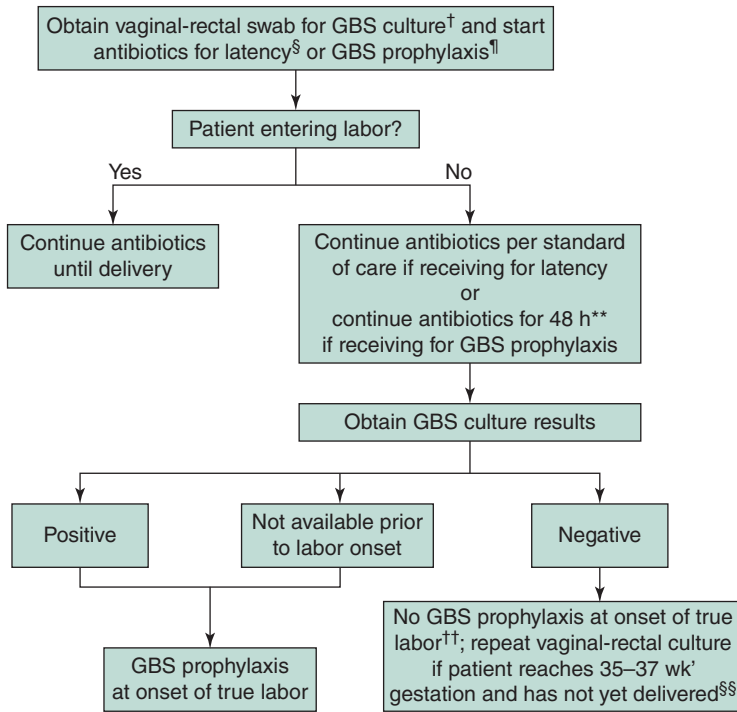 Obtain vaginal-rectal swab for GBS culture† and start
antibiotics for latency§ or GBS prophylaxis¶
Patient entering labor?
Yes
No
Continue antibiotics
until delivery
Continue antibiotics per standard
of care if receiving for latency
or
continue antibiotics for 48 h**
if receiving for GBS prophylaxis
Obtain GBS culture results
Positive
Not available prior
to labor onset
Negative
GBS prophylaxis
at onset of true labor
No GBS prophylaxis at onset of true
labor††; repeat vaginal-rectal culture
if patient reaches 35–37 wk'
gestation and has not yet delivered§§